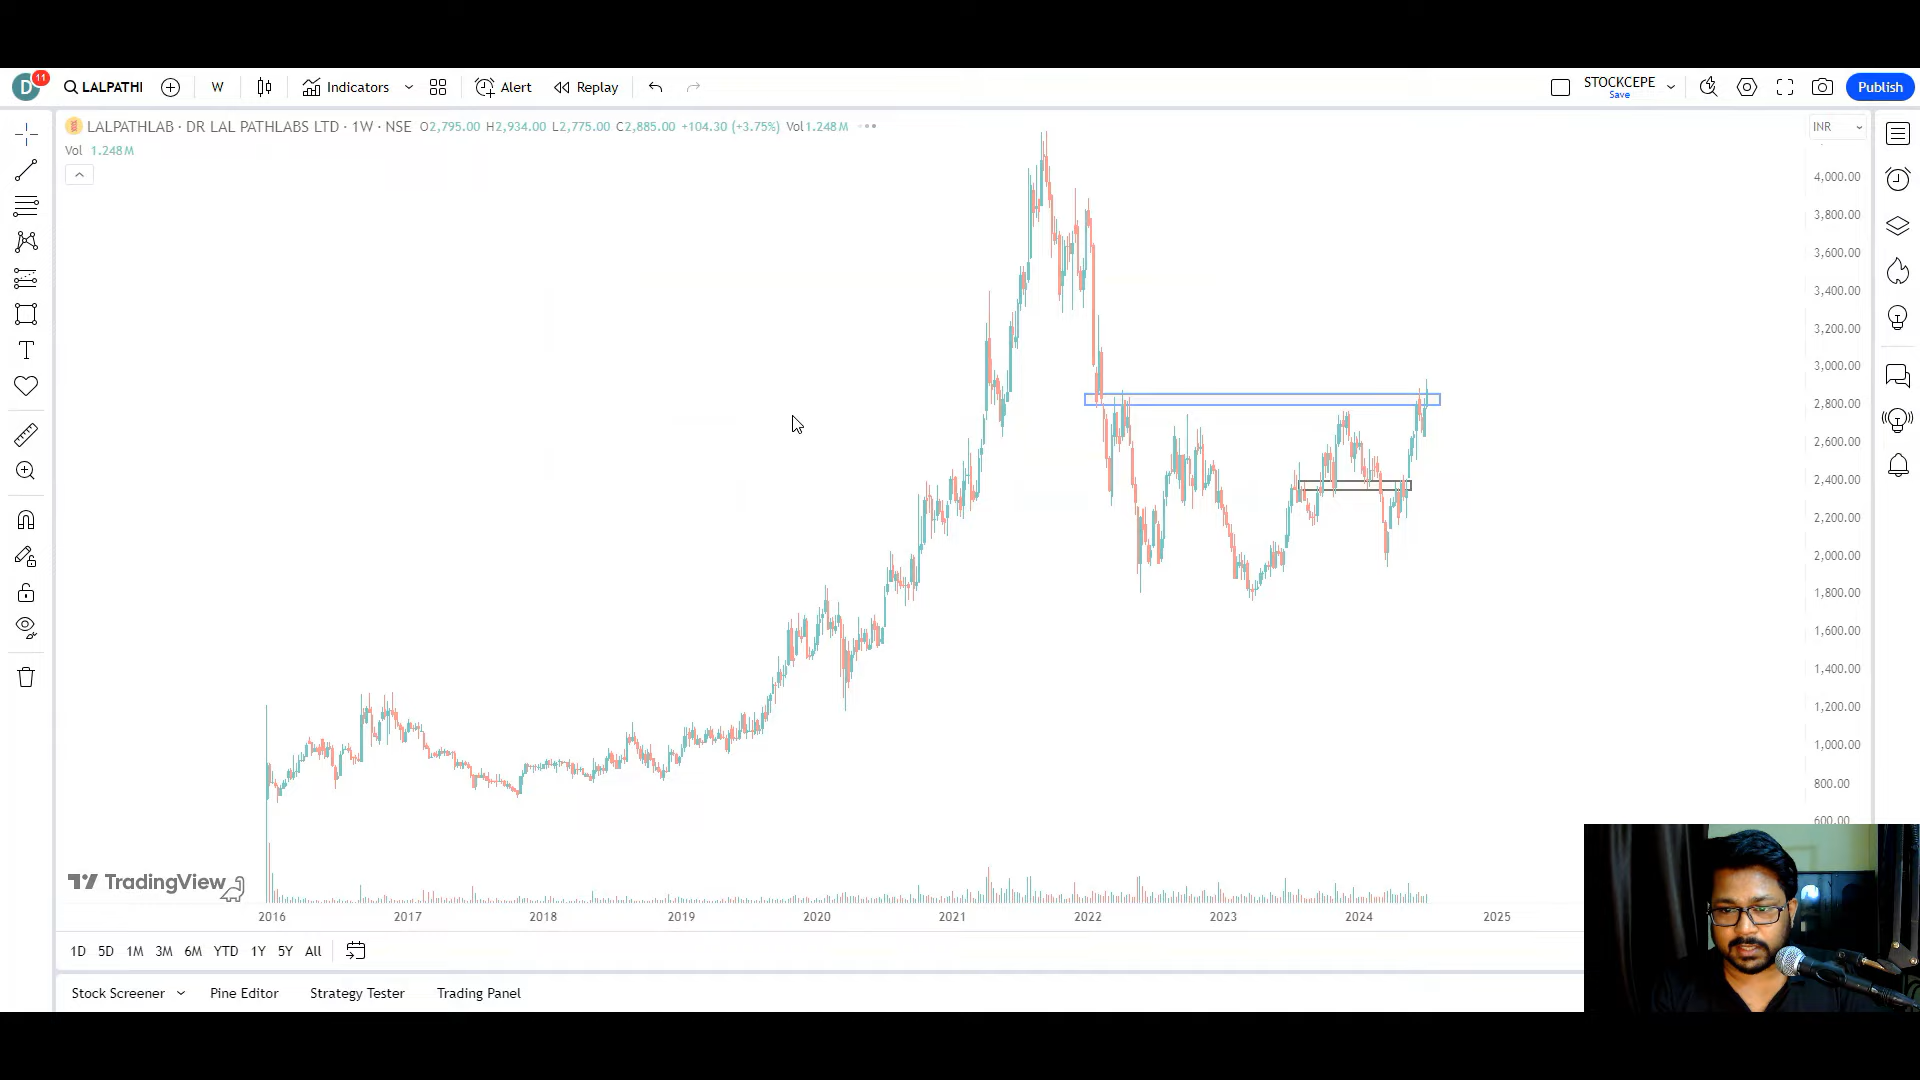 D 11 LALPATHl W Indicators Alert Replay STOCKCEPE Save Publish
LALPATHLAB · DR LAL PATHLABS LTD · 1W · NSE O2,795.00 H2,934.00 L2,775.00 C2,885.00 +104.30 (+3.75%) Vol1.248M
Vol 1.248M
INR
4,000.00
3,800.00
3,600.00
3,400.00
3,200.00
3,000.00
2,800.00
2,600.00
2,400.00
2,200.00
2,000.00
1,800.00
1,600.00
1,400.00
1,200.00
1,000.00
800.00
600.00
TradingView
2016 2017 2018 2019 2020 2021 2022 2023 2024 2025
1D 5D 1M 3M 6M YTD 1Y 5Y All
Stock Screener Pine Editor Strategy Tester Trading Panel